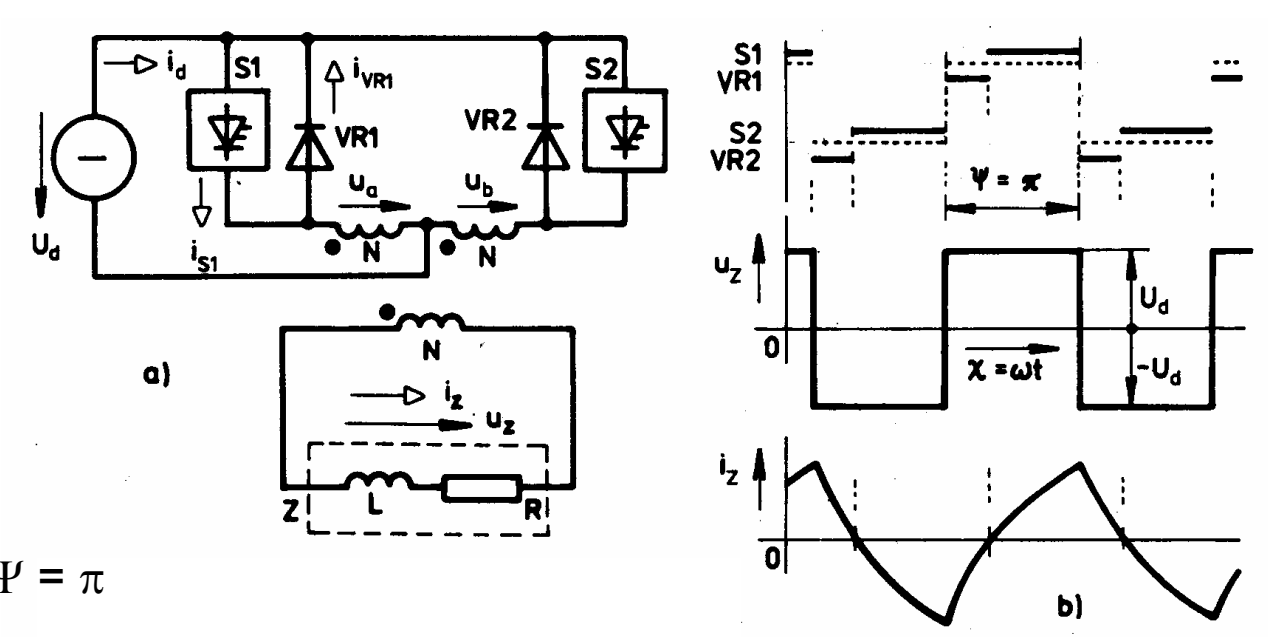 i_d
S1
i_VR1
S2
VR1
VR2
u_a
u_b
U_d
i_S1
N
N
N
a)
i_z
u_z
Z
L
R
Ψ = π
S1
VR1
S2
VR2
Ψ = π
u_z
U_d
0
χ = ωt
-U_d
i_z
0
b)